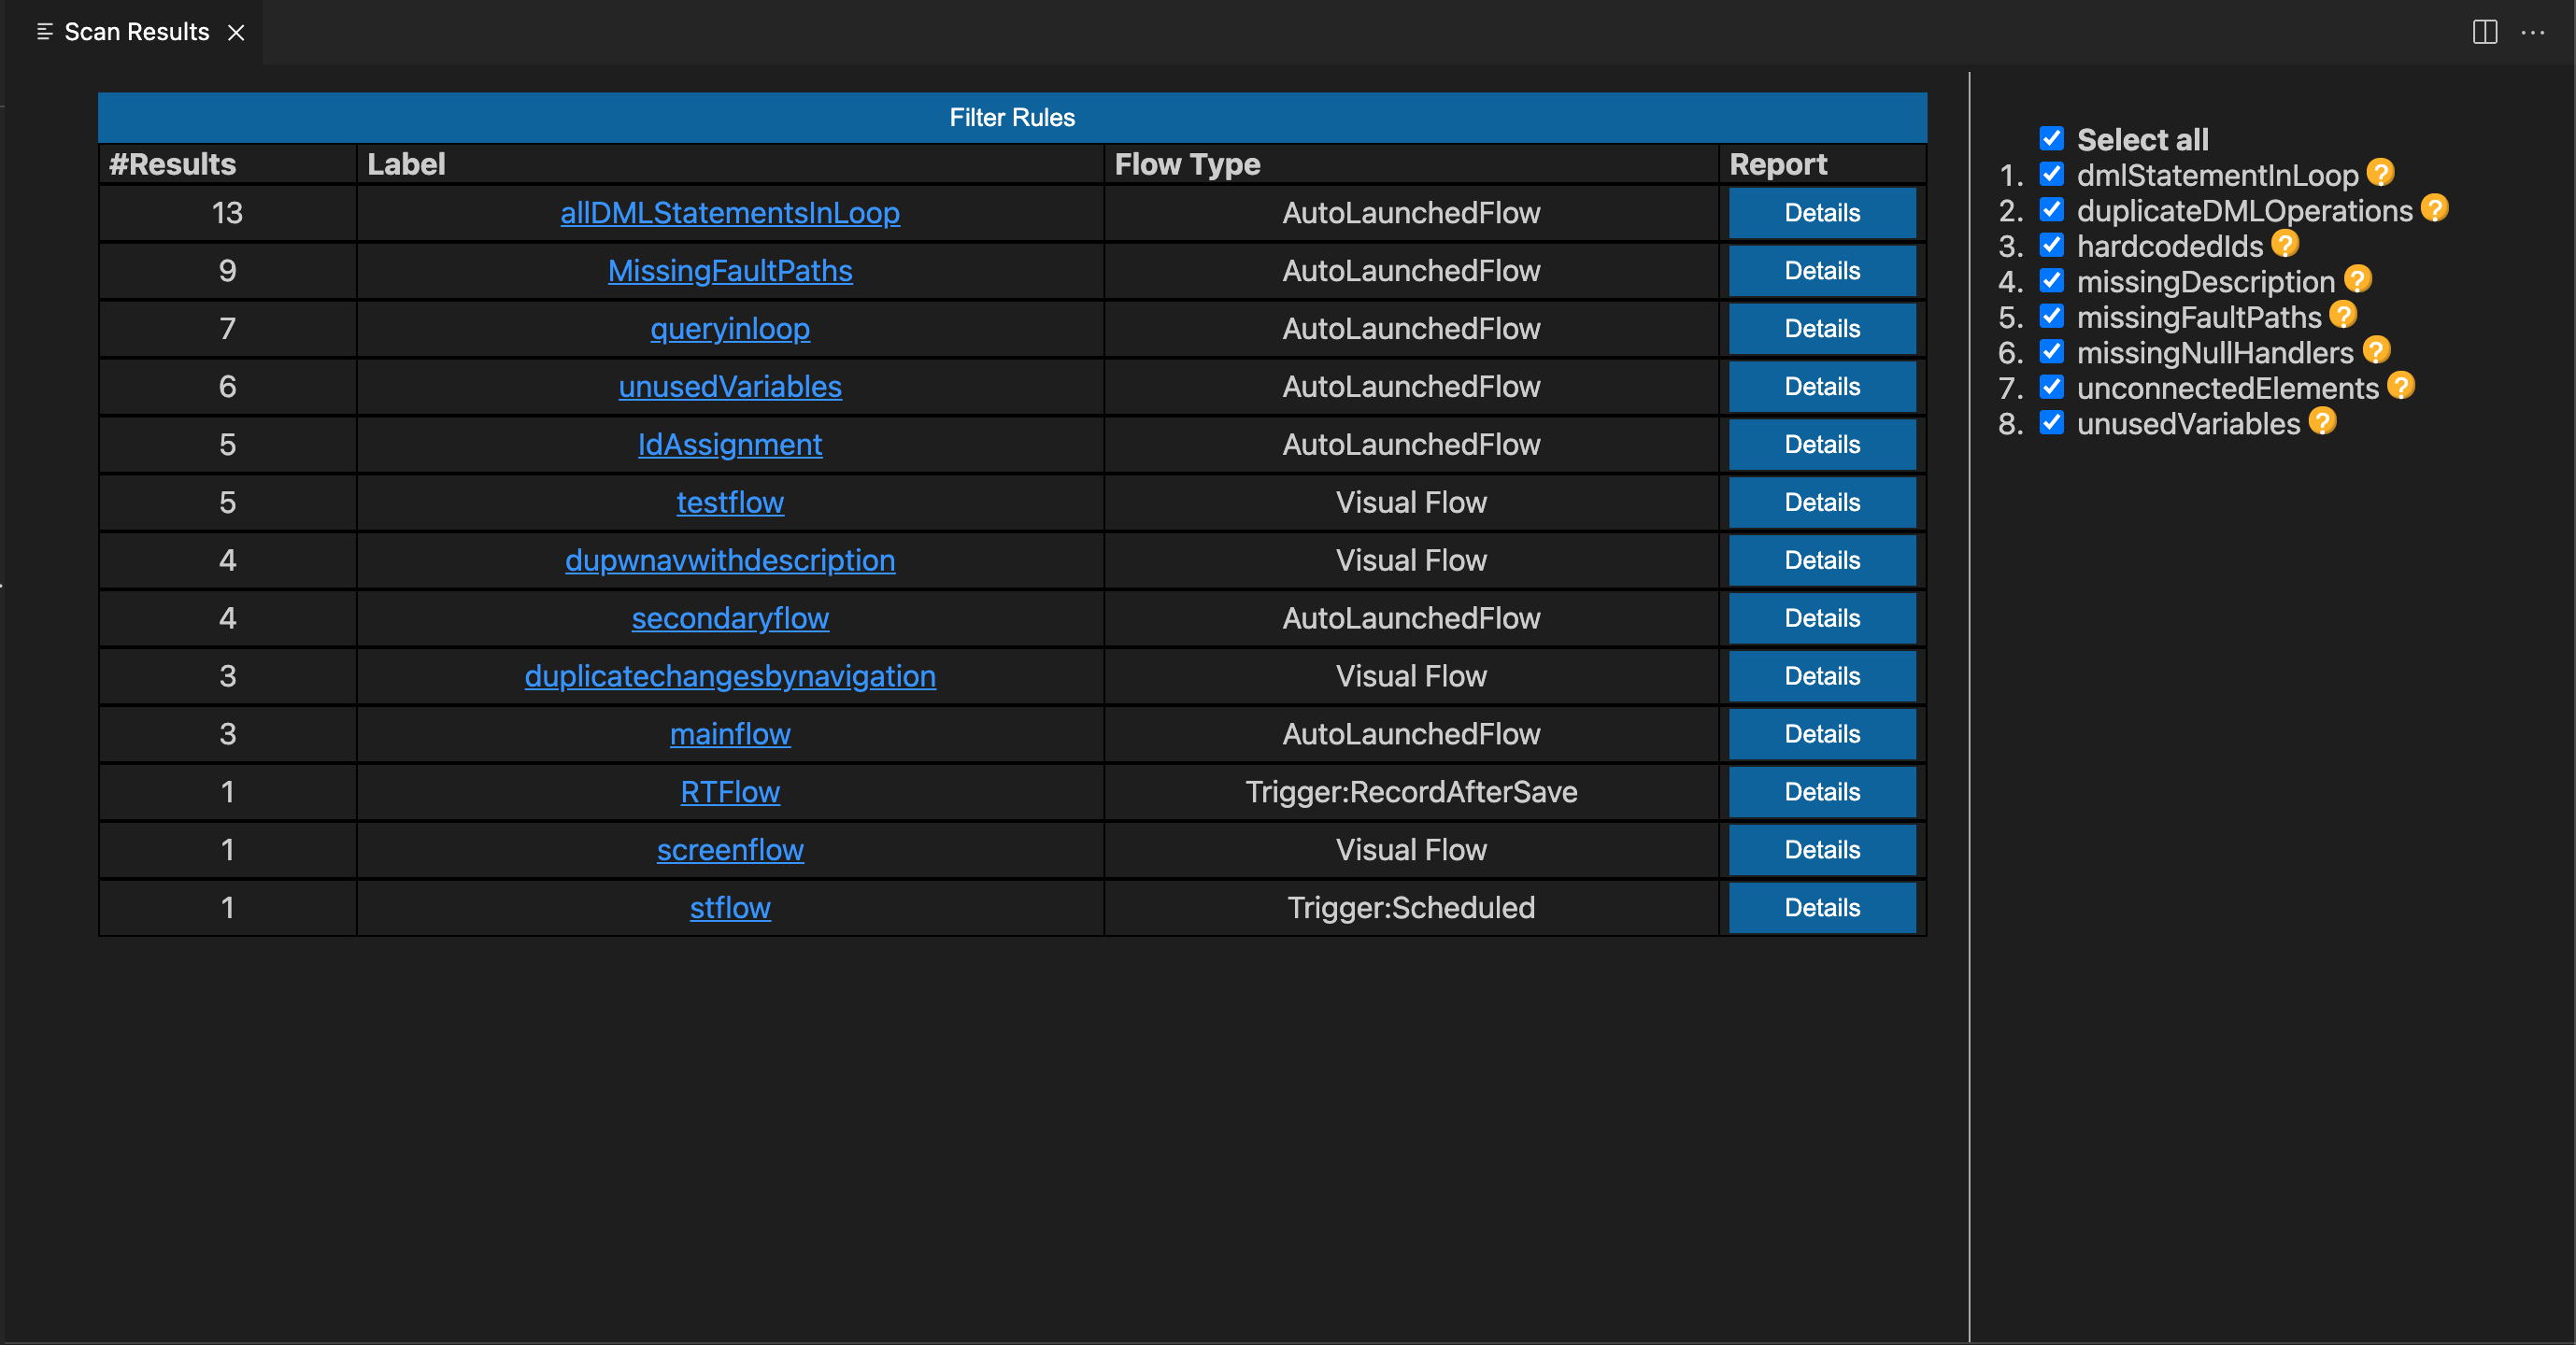 Scan Results
Filter Rules
#Results Label Flow Type Report
13 allDMLStatementsInLoop AutoLaunchedFlow Details
9 MissingFaultPaths AutoLaunchedFlow Details
7 queryinloop AutoLaunchedFlow Details
6 unusedVariables AutoLaunchedFlow Details
5 IdAssignment AutoLaunchedFlow Details
5 testflow Visual Flow Details
4 dupwnavwithdescription Visual Flow Details
4 secondaryflow AutoLaunchedFlow Details
3 duplicatechangesbynavigation Visual Flow Details
3 mainflow AutoLaunchedFlow Details
1 RTFlow Trigger:RecordAfterSave Details
1 screenflow Visual Flow Details
1 stflow Trigger:Scheduled Details
Select all
1. dmlStatementInLoop ?
2. duplicateDMLOperations ?
3. hardcodedIds ?
4. missingDescription ?
5. missingFaultPaths ?
6. missingNullHandlers ?
7. unconnectedElements ?
8. unusedVariables ?